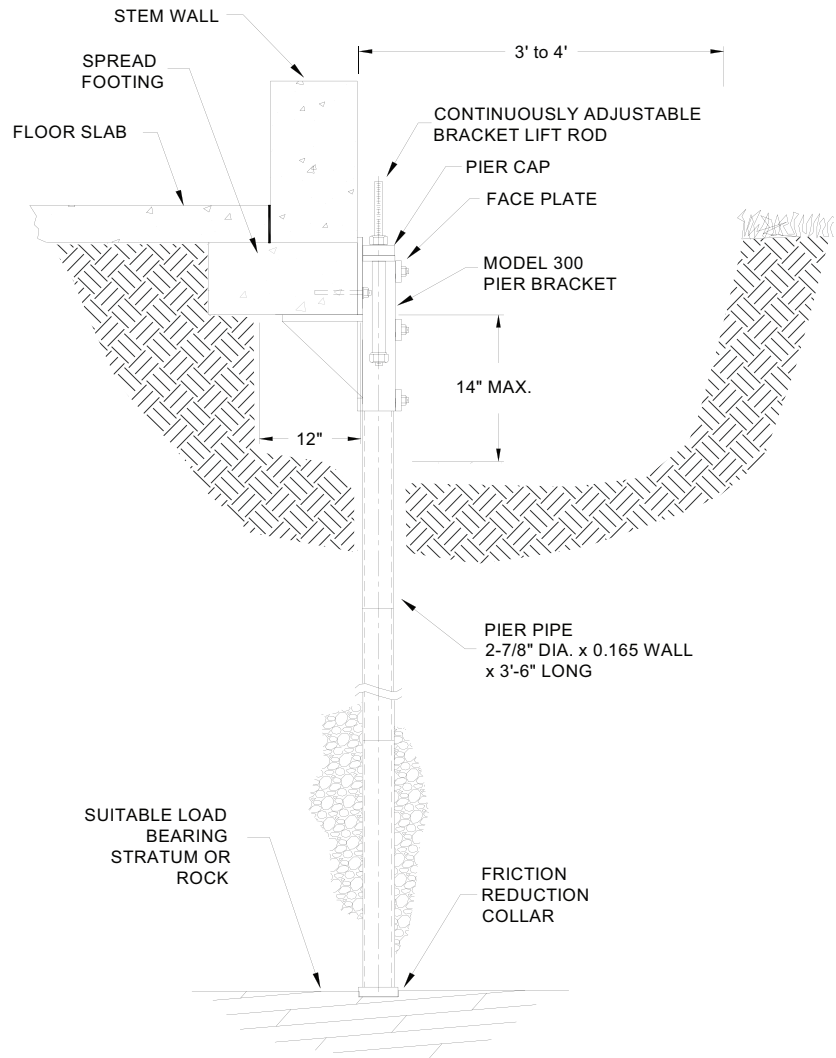 STEM WALL
3' to 4'
SPREAD
FOOTING
FLOOR SLAB
CONTINUOUSLY ADJUSTABLE
BRACKET LIFT ROD
PIER CAP
FACE PLATE
MODEL 300
PIER BRACKET
14" MAX.
12"
PIER PIPE
2-7/8" DIA. x 0.165 WALL
x 3'-6" LONG
SUITABLE LOAD
BEARING
STRATUM OR
ROCK
FRICTION
REDUCTION
COLLAR